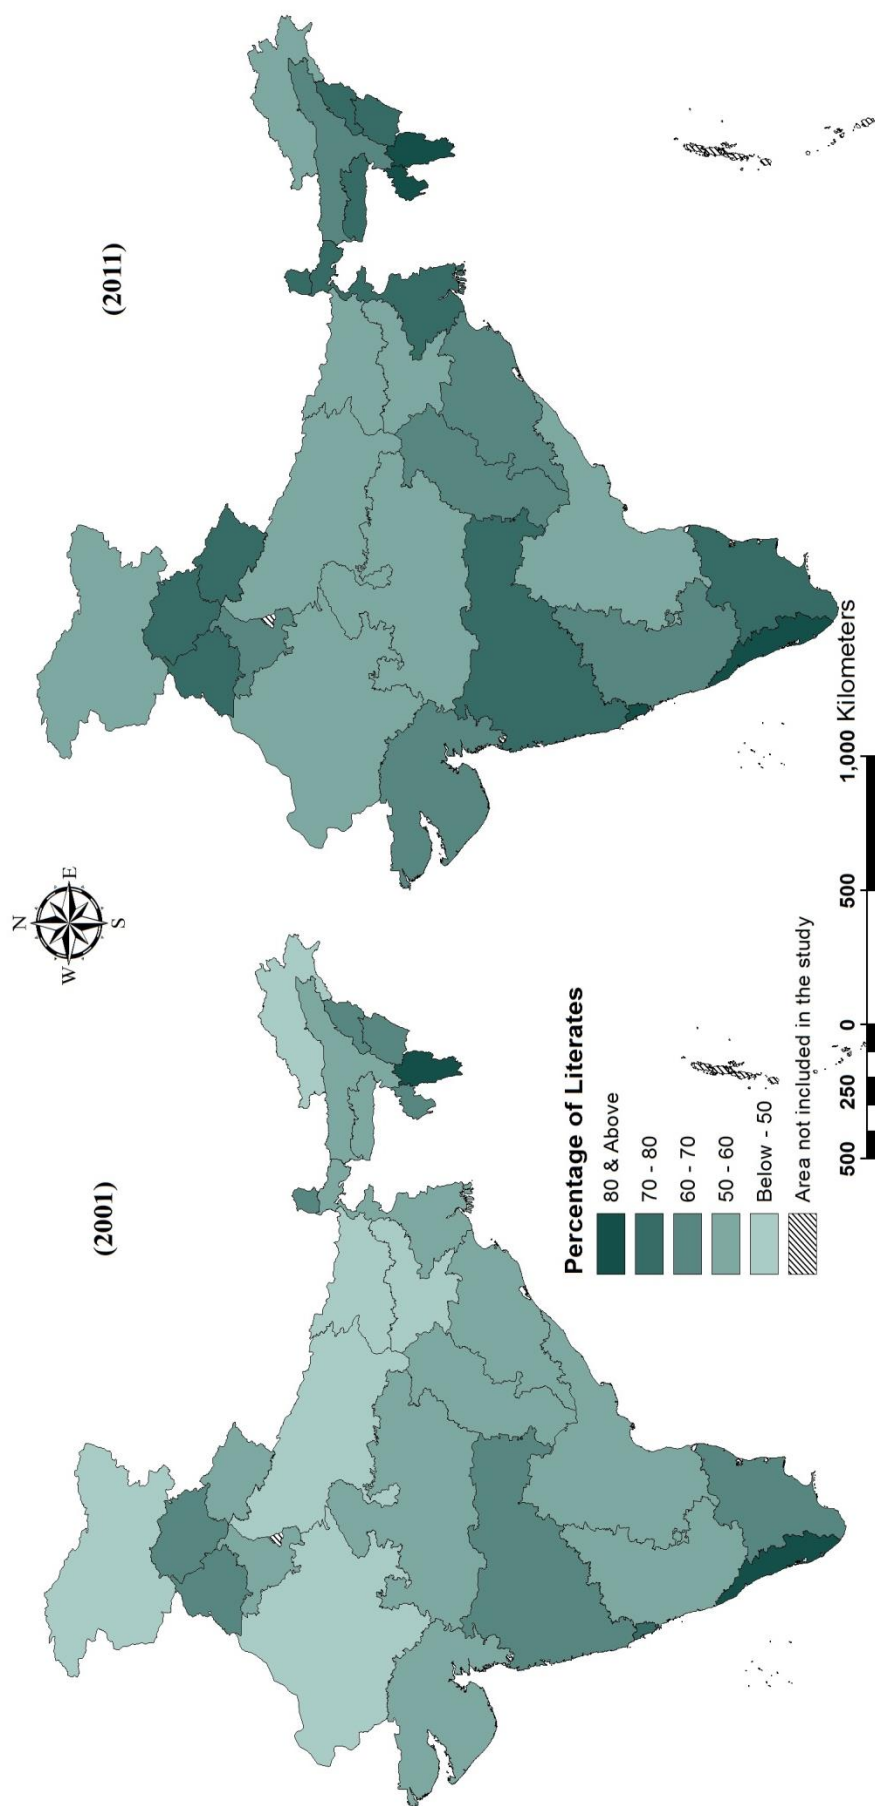 (2001)
(2011)
N
W
E
S
Percentage of Literates
80 & Above
70 - 80
60 - 70
50 - 60
Below - 50
Area not included in the study
500 250 0 500 1,000 Kilometers